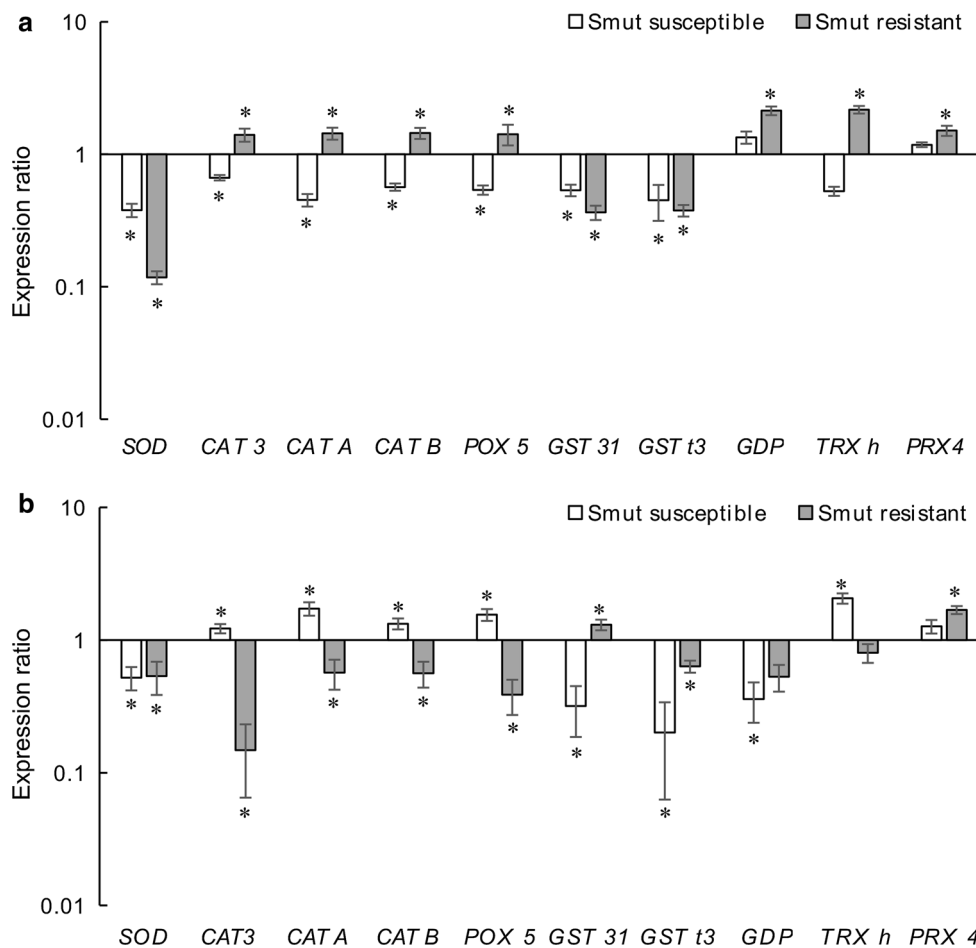 a
10
Smut susceptible
Smut resistant
* * * * * * * *
1
* * * * * * * * *
Expression ratio
0.1
*
0.01
SOD CAT 3 CAT A CAT B POX 5 GST 31 GST t3 GDP TRX h PRX4
b
10
Smut susceptible
Smut resistant
* * * * * * *
1
* * * * * * * * *
Expression ratio
0.1
* *
0.01
SOD CAT3 CAT A CAT B POX 5 GST 31 GST t3 GDP TRX h PRX 4